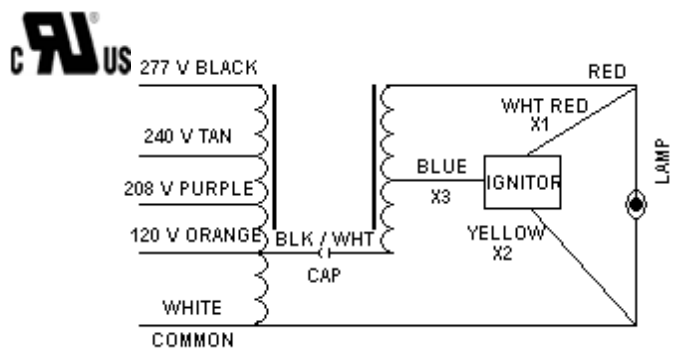 C RU US ®
277 V BLACK
RED
WHT RED
X1
240 V TAN
BLUE
IGNITOR
LAMP
208 V PURPLE
X3
120 V ORANGE
BLK / WHT
YELLOW
X2
CAP
WHITE
COMMON